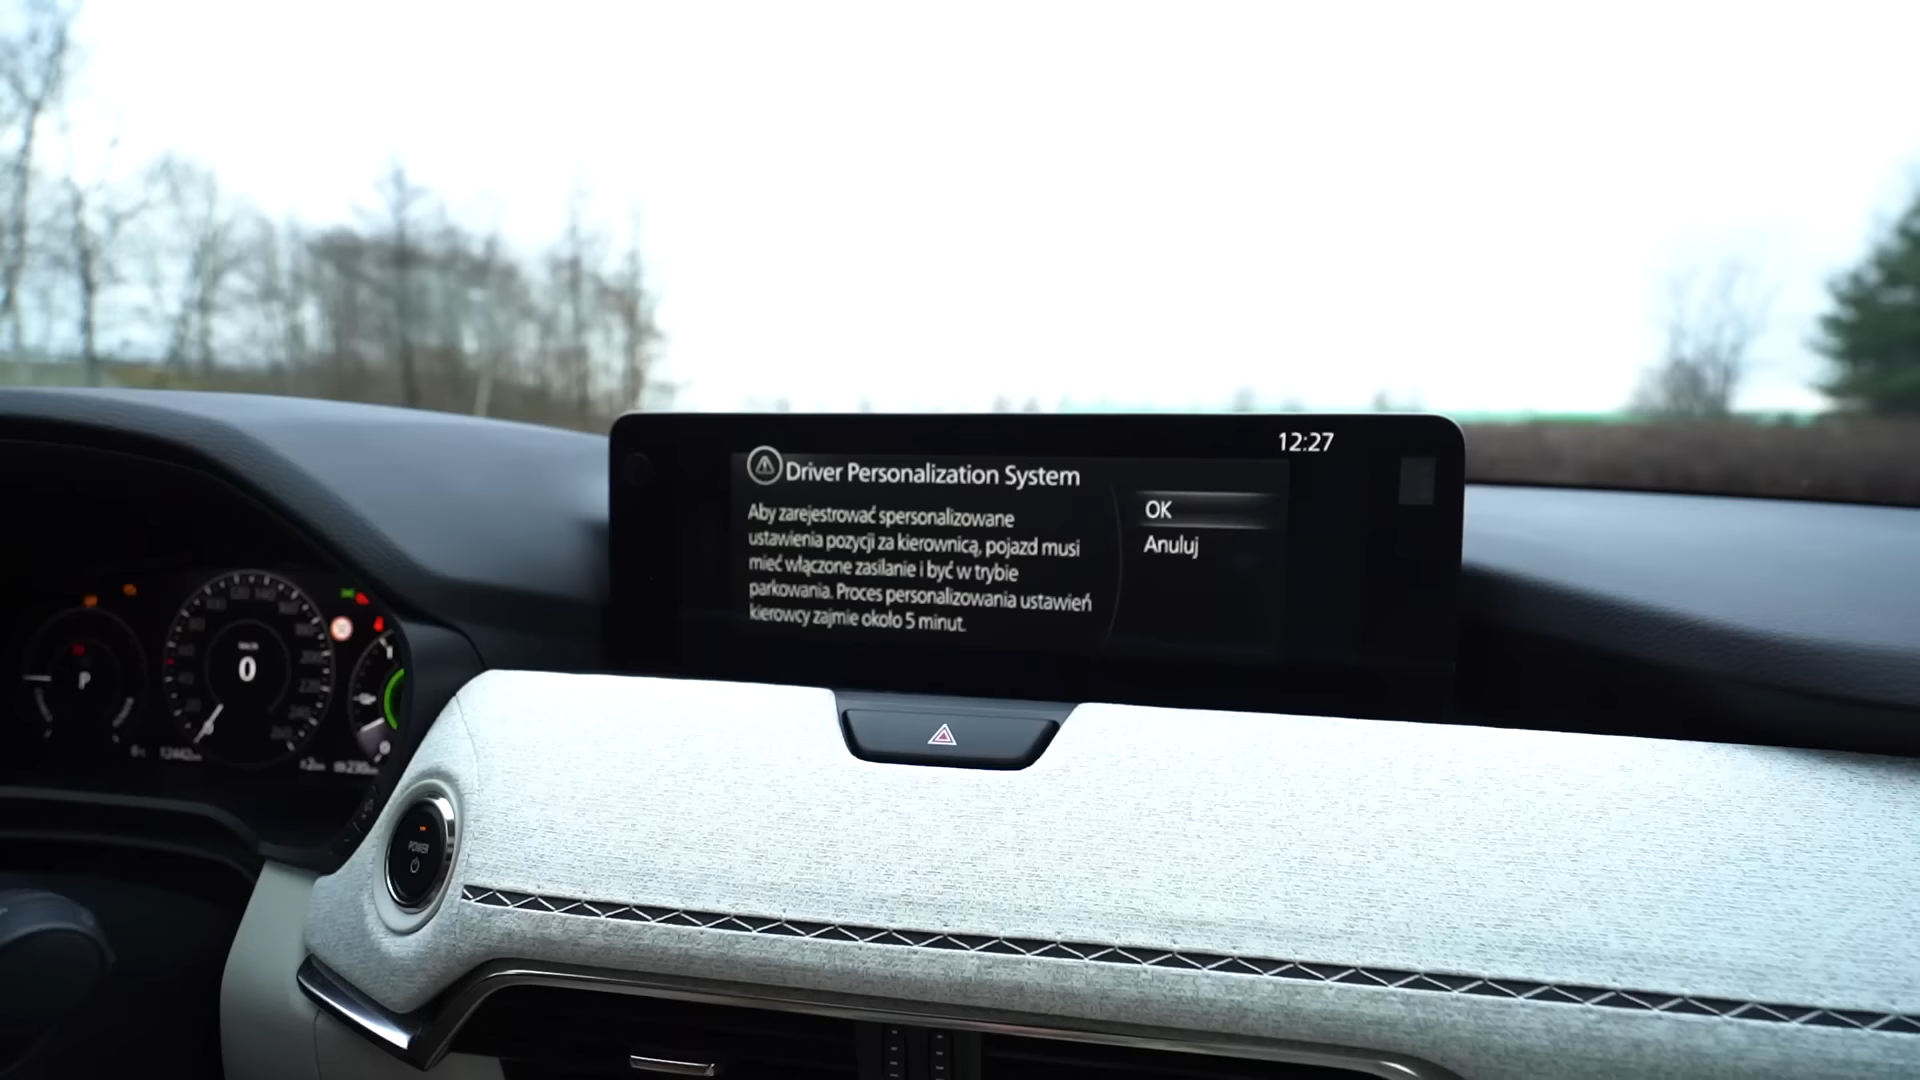 12:27
Driver Personalization System
Aby zarejestrować spersonalizowane
ustawienia pozycji za kierownicą, pojazd musi
mieć włączone zasilanie i być w trybie
parkowania. Proces personalizowania ustawień
kierowcy zajmie około 5 minut.
OK
Anuluj
P
0
POWER